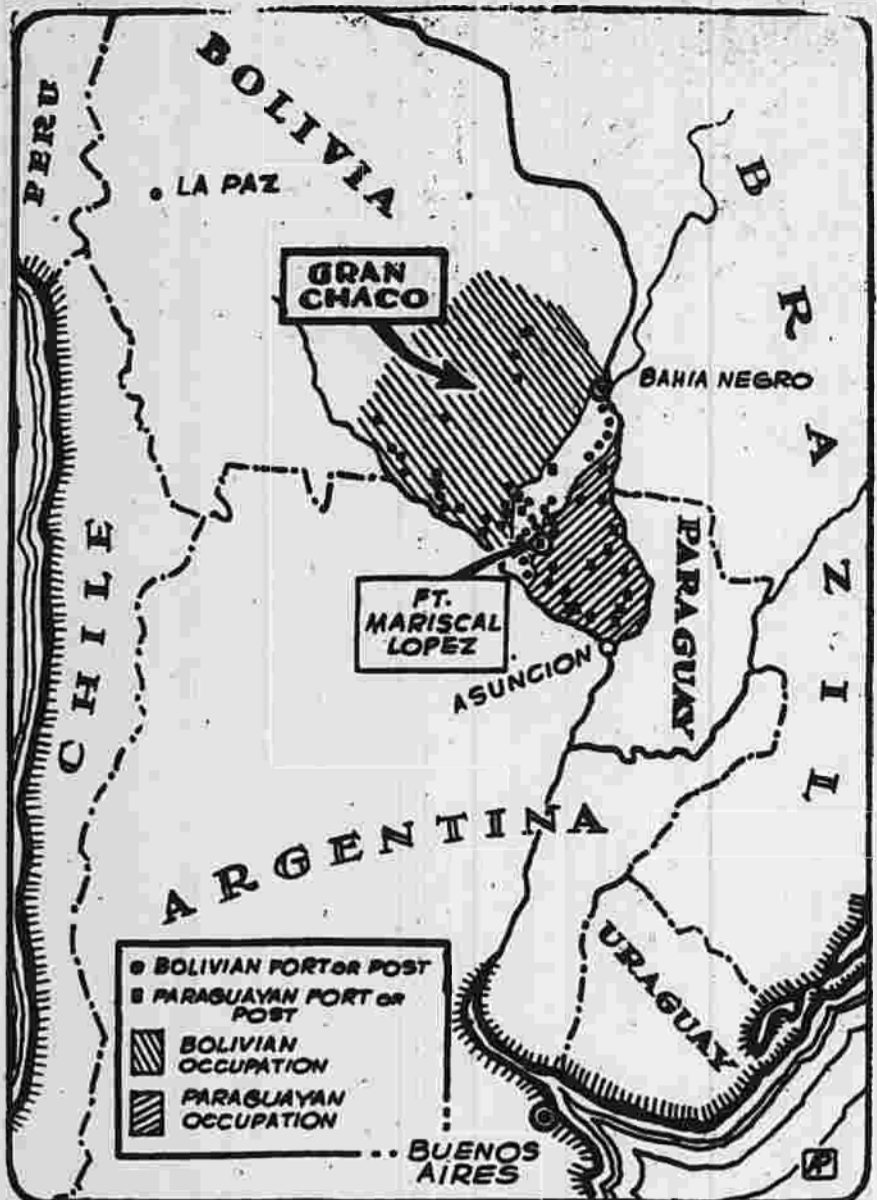 BOLIVIA
PERU
LA PAZ
BRAZIL
GRAN
CHACO
BAHIA NEGRO
CHILE
PARAGUAY
FT.
MARISCAL
LOPEZ
ASUNCION
ARGENTINA
URAGUAY
BOLIVIAN PORT OR POST
PARAGUAYAN PORT OR
POST
BOLIVIAN
OCCUPATION
PARAGUAYAN
OCCUPATION
BUENOS
AIRES
AP